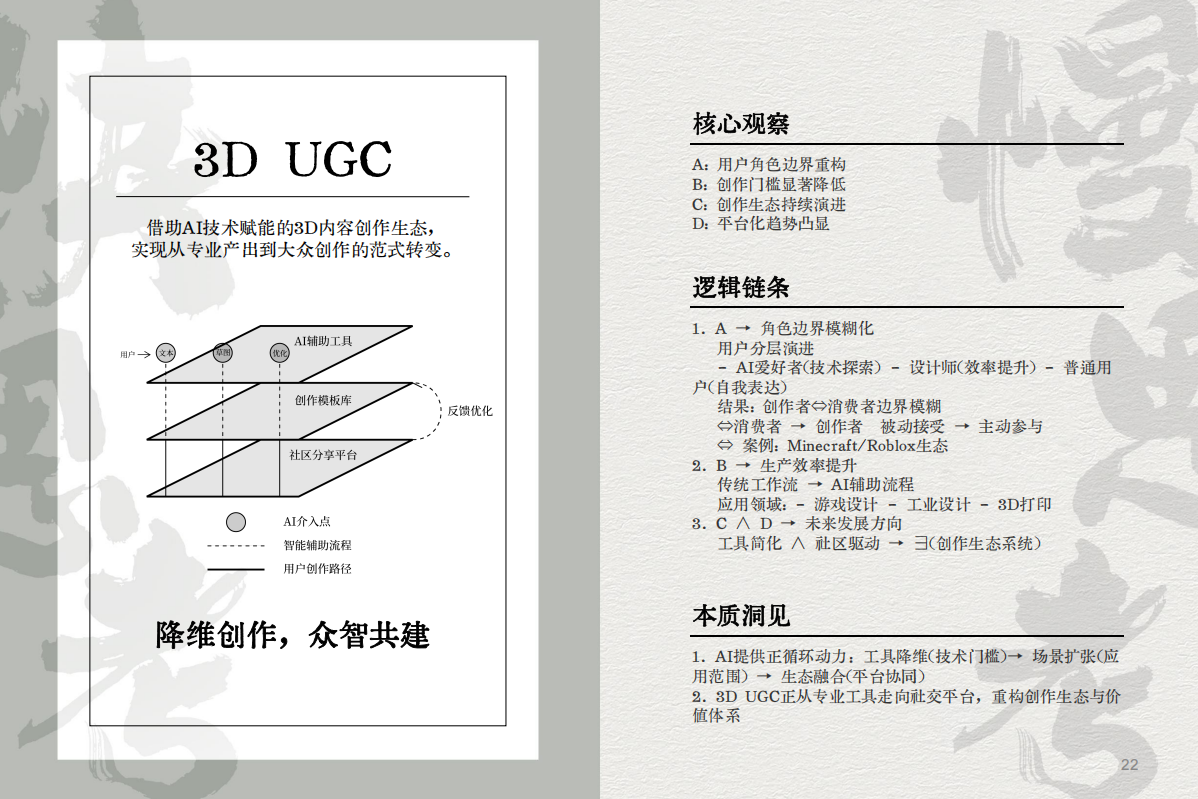 3D UGC
借助AI技术赋能的3D内容创作生态，
实现从专业产出到大众创作的范式转变。
用户
文本
草图
优化
AI辅助工具
创作模板库
反馈优化
社区分享平台
AI介入点
智能辅助流程
用户创作路径
降维创作，众智共建
核心观察
A: 用户角色边界重构
B: 创作门槛显著降低
C: 创作生态持续演进
D: 平台化趋势凸显
逻辑链条
1. A → 角色边界模糊化
用户分层演进
- AI爱好者(技术探索) - 设计师(效率提升) - 普通用
户(自我表达)
结果: 创作者⇔消费者边界模糊
⇔消费者 → 创作者 被动接受 → 主动参与
⇔ 案例: Minecraft/Roblox生态
2. B → 生产效率提升
传统工作流 → AI辅助流程
应用领域: - 游戏设计 - 工业设计 - 3D打印
3. C ∧ D → 未来发展方向
工具简化 ∧ 社区驱动 → ∃(创作生态系统)
本质洞见
1. AI提供正循环动力: 工具降维(技术门槛)→ 场景扩张(应
用范围) → 生态融合(平台协同)
2. 3D UGC正从专业工具走向社交平台，重构创作生态与价
值体系
慢思考
22